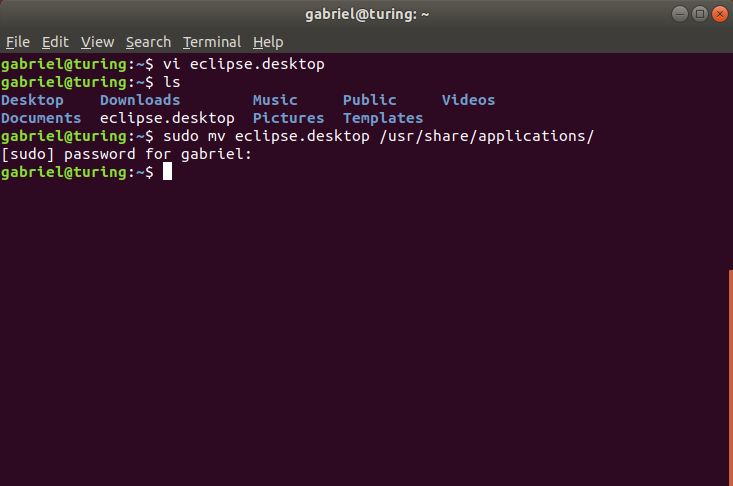 gabriel@turing: ~
File Edit View Search Terminal Help
gabriel@turing:~$ vi eclipse.desktop
gabriel@turing:~$ ls
Desktop    Downloads        Music     Public     Videos
Documents  eclipse.desktop  Pictures  Templates
gabriel@turing:~$ sudo mv eclipse.desktop /usr/share/applications/
[sudo] password for gabriel:
gabriel@turing:~$